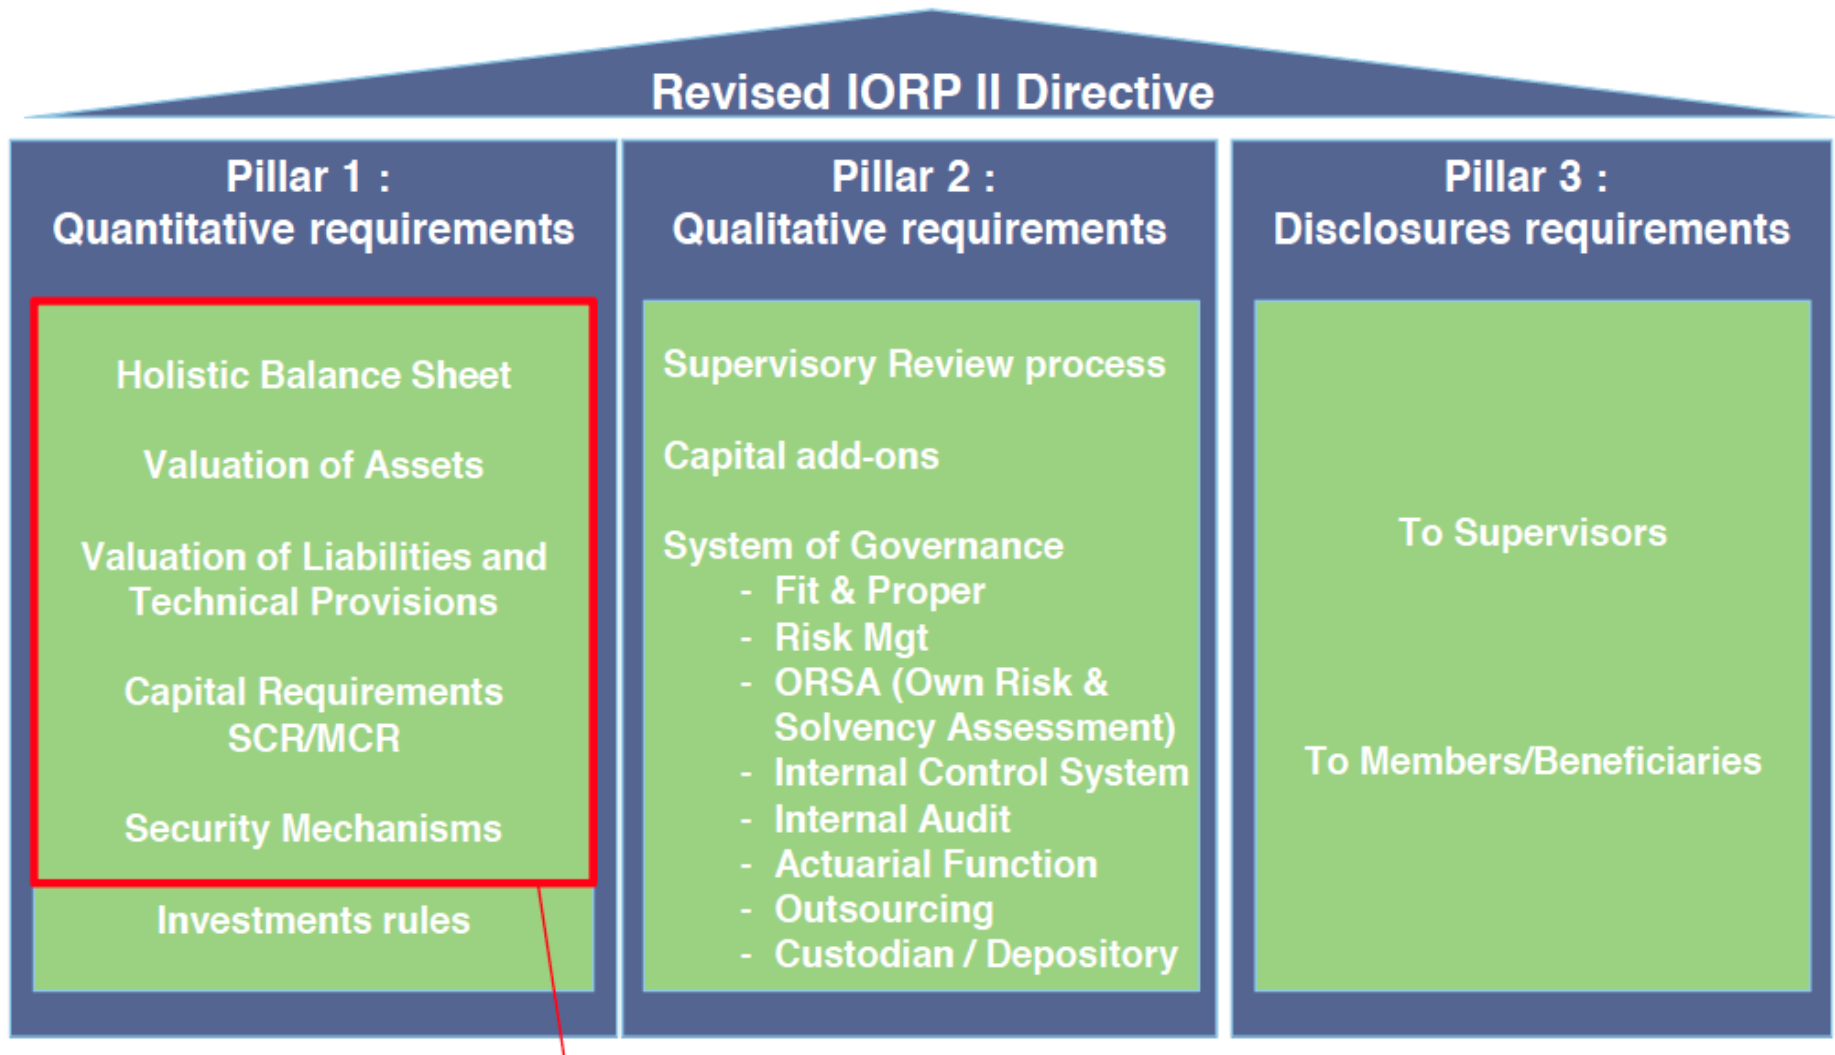 Revised IORP II Directive
Pillar 1 :
Quantitative requirements
Holistic Balance Sheet
Valuation of Assets
Valuation of Liabilities and
Technical Provisions
Capital Requirements
SCR/MCR
Security Mechanisms
Investments rules
Pillar 2 :
Qualitative requirements
Supervisory Review process
Capital add-ons
System of Governance
- Fit & Proper
- Risk Mgt
- ORSA (Own Risk &
Solvency Assessment)
- Internal Control System
- Internal Audit
- Actuarial Function
- Outsourcing
- Custodian / Depository
Pillar 3 :
Disclosures requirements
To Supervisors
To Members/Beneficiaries